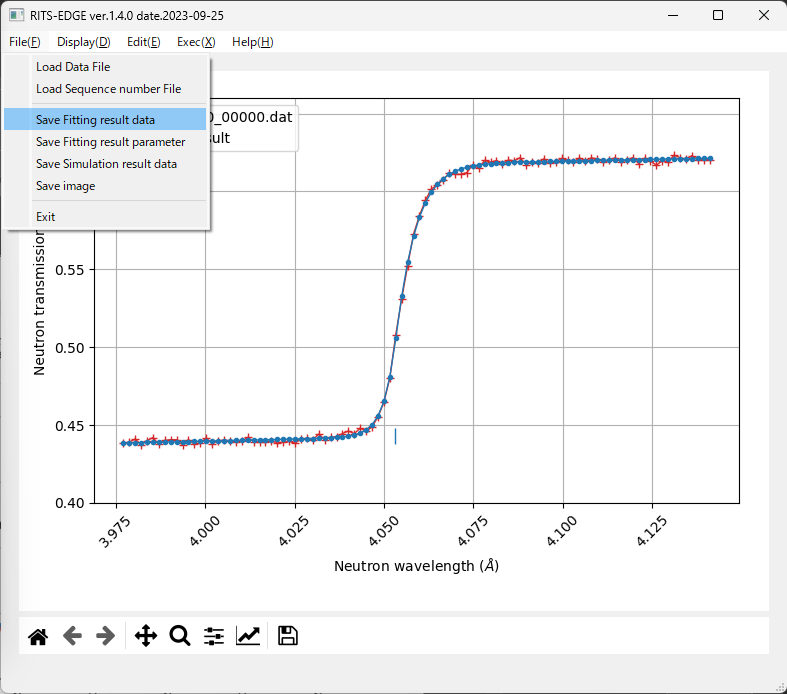 RITS-EDGE ver.1.4.0 date.2023-09-25
File(F) Display(D) Edit(E) Exec(X) Help(H)
Load Data File
Load Sequence number File
Save Fitting result data
Save Fitting result parameter
Save Simulation result data
Save image
Exit
0_00000.dat
sult
Neutron transmission
0.55
0.50
0.45
0.40
3.975
4.000
4.025
4.050
4.075
4.100
4.125
Neutron wavelength (Å)